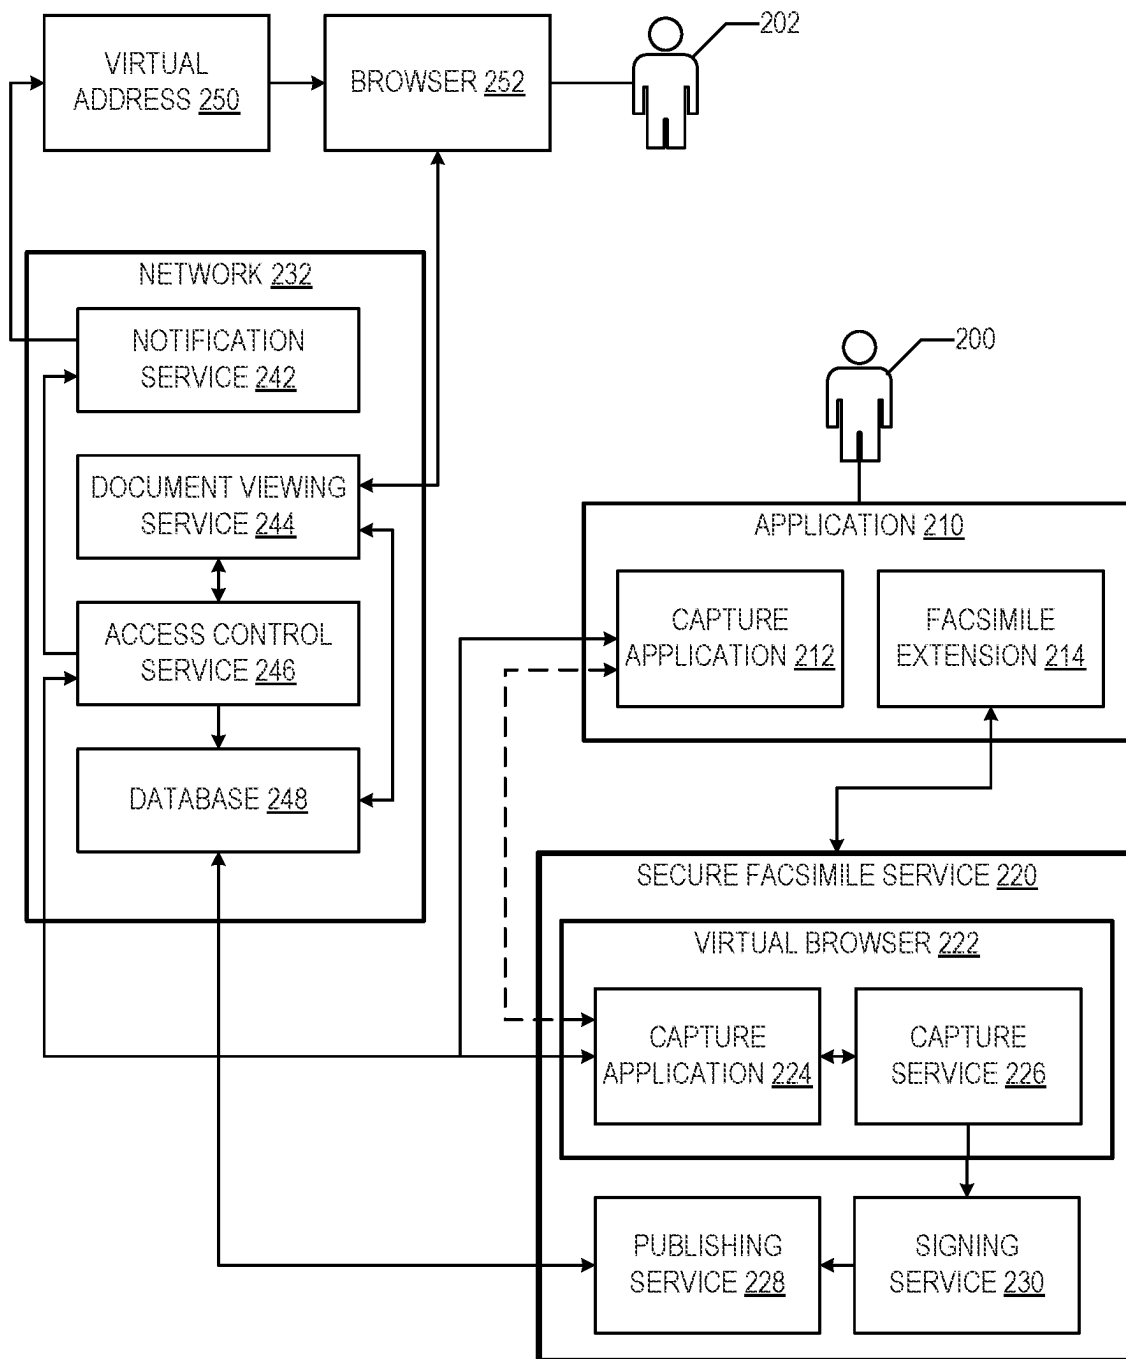 202
VIRTUAL
ADDRESS 250
BROWSER 252
NETWORK 232
NOTIFICATION
SERVICE 242
200
DOCUMENT VIEWING
SERVICE 244
APPLICATION 210
CAPTURE
APPLICATION 212
FACSIMILE
EXTENSION 214
ACCESS CONTROL
SERVICE 246
DATABASE 248
SECURE FACSIMILE SERVICE 220
VIRTUAL BROWSER 222
CAPTURE
APPLICATION 224
CAPTURE
SERVICE 226
PUBLISHING
SERVICE 228
SIGNING
SERVICE 230